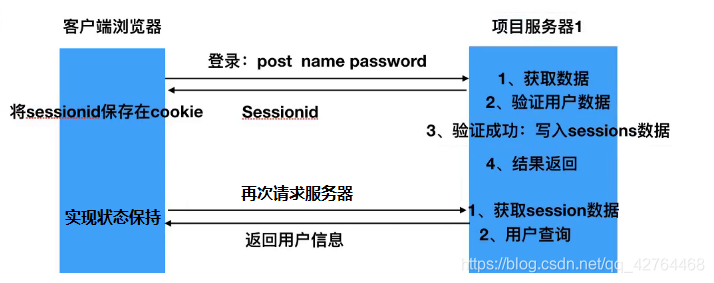 客户端浏览器
项目服务器1
登录：post name password
1、获取数据
2、验证用户数据
将sessionid保存在cookie
Sessionid
3、验证成功：写入sessions数据
4、结果返回
再次请求服务器
实现状态保持
1、获取session数据
返回用户信息
2、用户查询
https://blog.csdn.net/qq_42764468